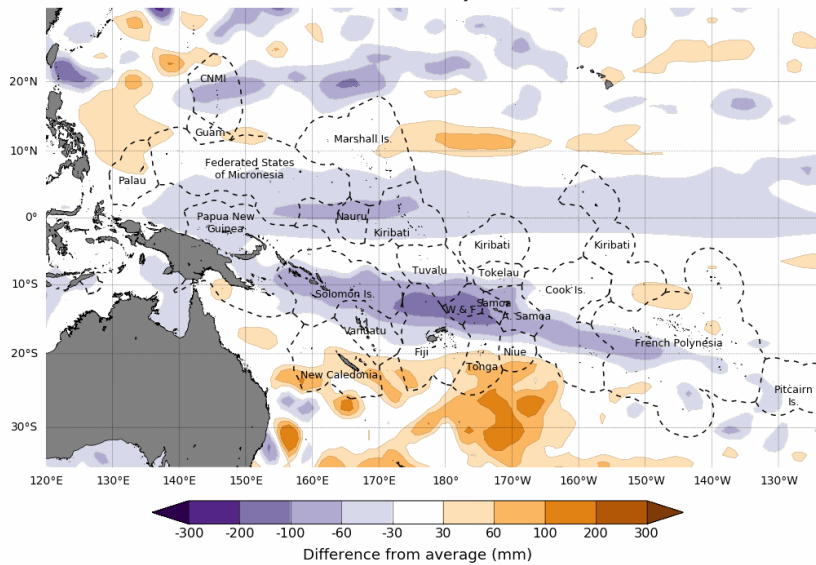 20°N
10°N
0°
10°S
20°S
30°S
CNMI
Guam
Marshall Is.
Federated States
of Micronesia
Palau
Papua New
Guinea
Nauru
Kiribati
Kiribati
Kiribati
Tuvalu
Tokelau
Solomon Is.
Cook Is.
W & F
Samoa
A. Samoa
Vanuatu
Fiji
Niue
French Polynesia
New Caledonia
Tonga
Pitcairn
Is.
120°E 130°E 140°E 150°E 160°E 170°E 180° 170°W 160°W 150°W 140°W 130°W
-300 -200 -100 -60 -30 30 60 100 200 300
Difference from average (mm)